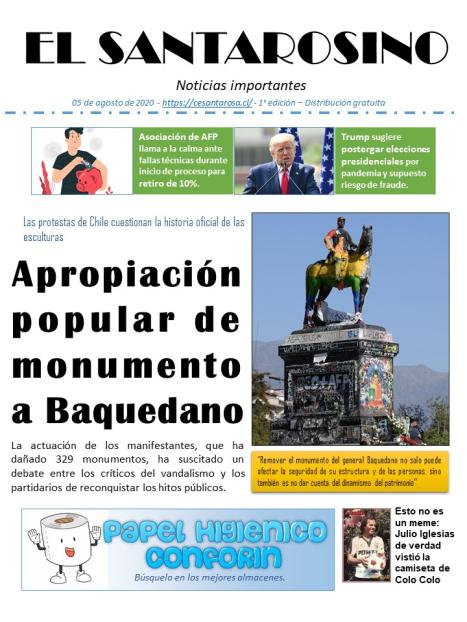 EL SANTAROSINO
Noticias importantes
05 de agosto de 2020 - https://cesantarosa.cl/ - 1ª edición – Distribución gratuita
Asociación de AFP
llama a la calma ante
fallas técnicas durante
inicio de proceso para
retiro de 10%.
Trump sugiere
postergar elecciones
presidenciales por
pandemia y supuesto
riesgo de fraude.
Las protestas de Chile cuestionan la historia oficial de las
esculturas
Apropiación
popular de
monumento
a Baquedano
La actuación de los manifestantes, que ha
dañado 329 monumentos, ha suscitado un
debate entre los críticos del vandalismo y los
partidarios de reconquistar los hitos públicos.
"Remover el monumento del general Baquedano no solo puede
afectar la seguridad de su estructura y de las personas, sino
también es no dar cuenta del dinamismo del patrimonio"
PAPEL HIGIENICO
CONFORIN
Búsquelo en los mejores almacenes.
Esto no es
un meme:
Julio Iglesias
de verdad
vistió la
camiseta de
Colo Colo